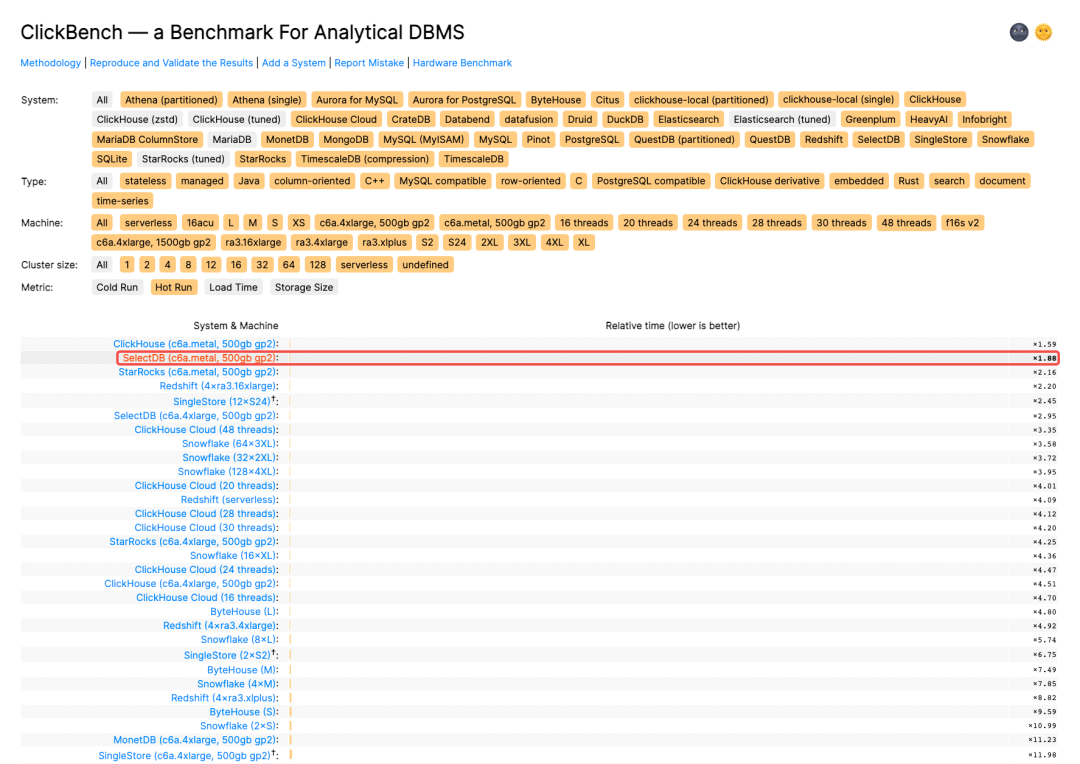 ClickBench — a Benchmark For Analytical DBMS
Methodology | Reproduce and Validate the Results | Add a System | Report Mistake | Hardware Benchmark
System: All Athena (partitioned) Athena (single) Aurora for MySQL Aurora for PostgreSQL ByteHouse Citus clickhouse-local (partitioned) clickhouse-local (single) ClickHouse
ClickHouse (zstd) ClickHouse (tuned) ClickHouse Cloud CrateDB Databend datafusion Druid DuckDB Elasticsearch Elasticsearch (tuned) Greenplum HeavyAI Infobright
MariaDB ColumnStore MariaDB MonetDB MongoDB MySQL (MyISAM) MySQL Pinot PostgreSQL QuestDB (partitioned) QuestDB Redshift SelectDB SingleStore Snowflake
SQLite StarRocks (tuned) StarRocks TimescaleDB (compression) TimescaleDB
Type: All stateless managed Java column-oriented C++ MySQL compatible row-oriented C PostgreSQL compatible ClickHouse derivative embedded Rust search document
time-series
Machine: All serverless 16acu L M S XS c6a.4xlarge, 500gb gp2 c6a.metal, 500gb gp2 16 threads 20 threads 24 threads 28 threads 30 threads 48 threads f16s v2
c6a.4xlarge, 1500gb gp2 ra3.16xlarge ra3.4xlarge ra3.xlplus S2 S24 2XL 3XL 4XL XL
Cluster size: All 1 2 4 8 12 16 32 64 128 serverless undefined
Metric: Cold Run Hot Run Load Time Storage Size
System & Machine Relative time (lower is better)
ClickHouse (c6a.metal, 500gb gp2): ×1.59
SelectDB (c6a.metal, 500gb gp2): ×1.88
StarRocks (c6a.metal, 500gb gp2): ×2.16
Redshift (4×ra3.16xlarge): ×2.20
SingleStore (12×S24)†: ×2.45
SelectDB (c6a.4xlarge, 500gb gp2): ×2.95
ClickHouse Cloud (48 threads): ×3.35
Snowflake (64×3XL): ×3.58
Snowflake (32×2XL): ×3.72
Snowflake (128×4XL): ×3.95
ClickHouse Cloud (20 threads): ×4.01
Redshift (serverless): ×4.09
ClickHouse Cloud (28 threads): ×4.12
ClickHouse Cloud (30 threads): ×4.20
StarRocks (c6a.4xlarge, 500gb gp2): ×4.25
Snowflake (16×XL): ×4.36
ClickHouse Cloud (24 threads): ×4.47
ClickHouse (c6a.4xlarge, 500gb gp2): ×4.51
ClickHouse Cloud (16 threads): ×4.70
ByteHouse (L): ×4.80
Redshift (4×ra3.4xlarge): ×4.92
Snowflake (8×L): ×5.74
SingleStore (2×S2)†: ×6.75
ByteHouse (M): ×7.49
Snowflake (4×M): ×7.85
Redshift (4×ra3.xlplus): ×8.82
ByteHouse (S): ×9.59
Snowflake (2×S): ×10.99
MonetDB (c6a.4xlarge, 500gb gp2): ×11.23
SingleStore (c6a.4xlarge, 500gb gp2)†: ×11.98